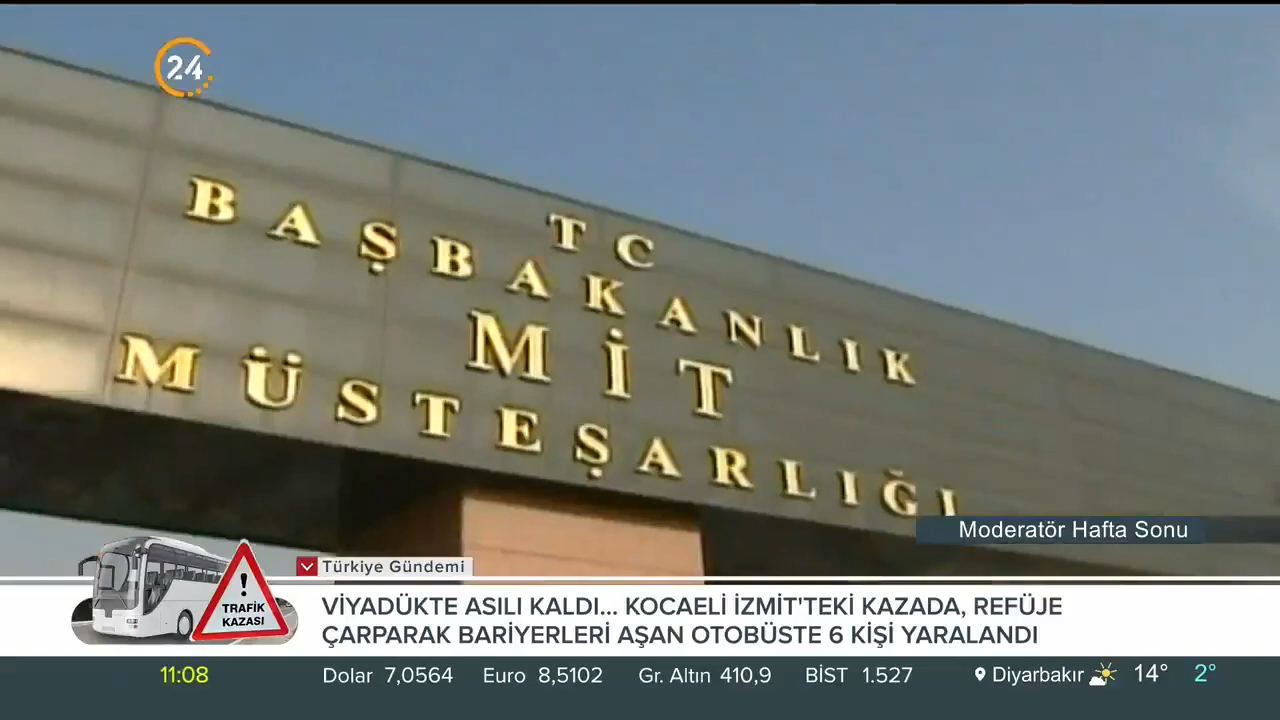 24
T C
BAŞBAKANLIK
MİT
MÜSTEŞARLIĞI
Moderatör Hafta Sonu
Türkiye Gündemi
!
TRAFİK
KAZASI
VİYADÜKTE ASILI KALDI... KOCAELİ İZMİT'TEKİ KAZADA, REFÜJE
ÇARPARAK BARİYERLERİ AŞAN OTOBÜSTE 6 KİŞİ YARALANDI
11:08 Dolar 7,0564 Euro 8,5102 Gr. Altın 410,9 BİST 1.527 Diyarbakır 14° 2°